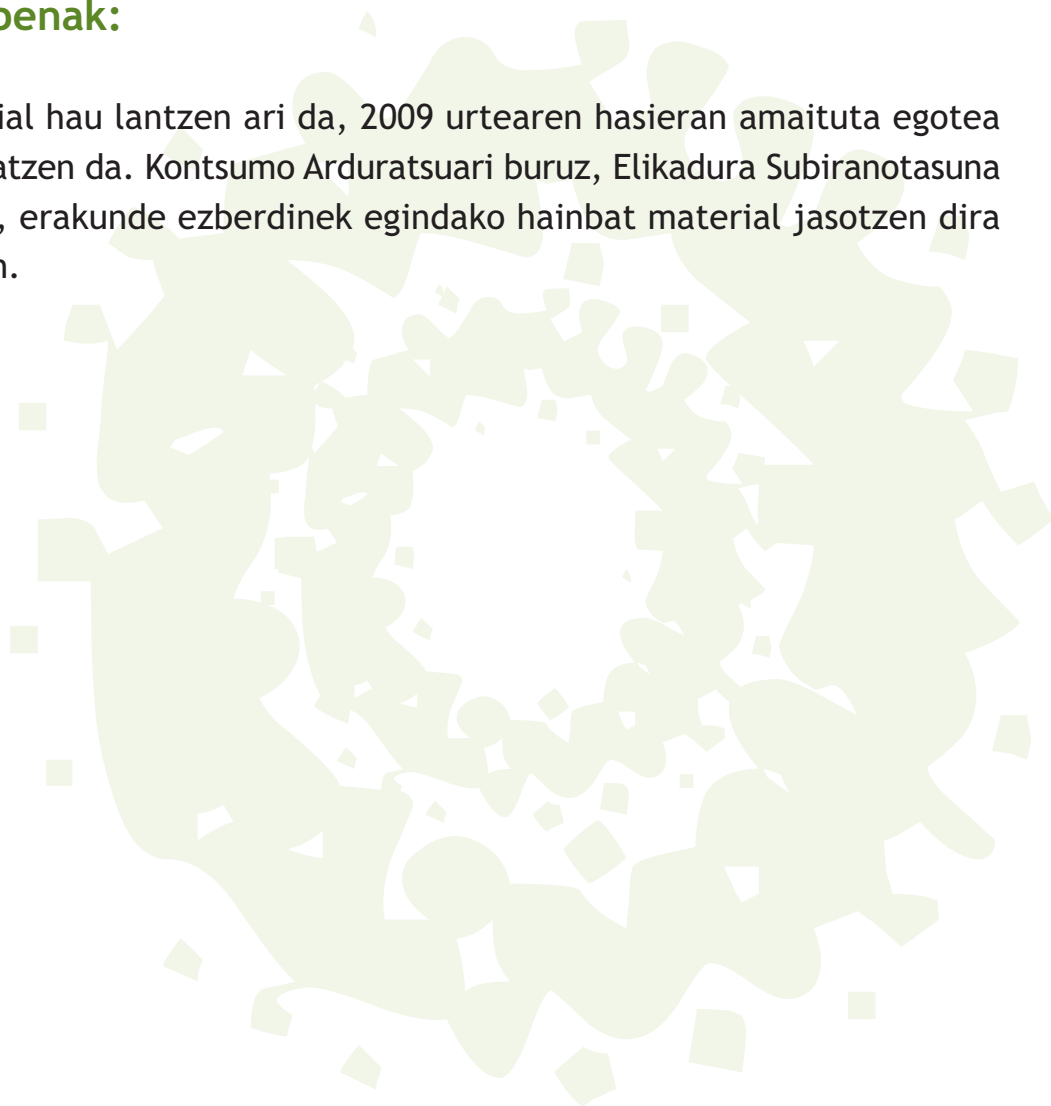 penak:
ial hau lantzen ari da, 2009 urtearen hasieran amaituta egotea
atzen da. Kontsumo Arduratsuari buruz, Elikadura Subiranotasuna
, erakunde ezberdinek egindako hainbat material jasotzen dira
n.